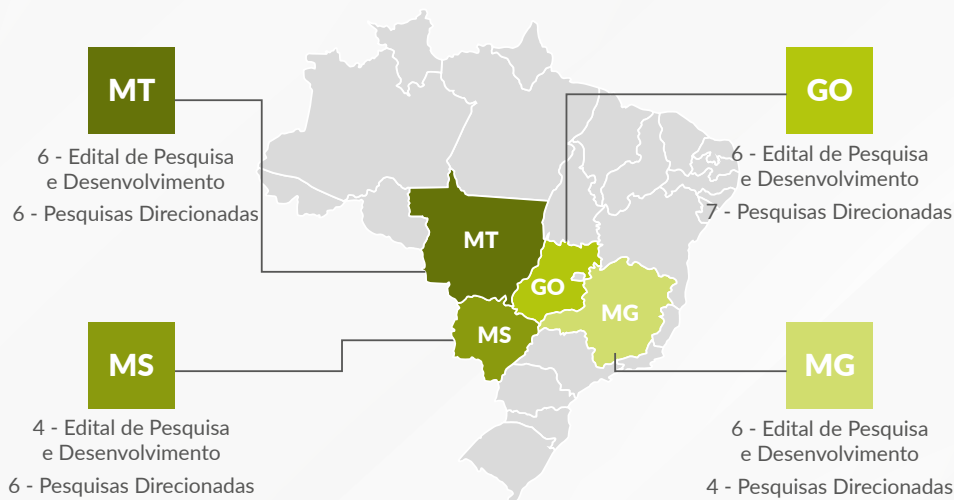 MT
6 - Edital de Pesquisa
e Desenvolvimento
6 - Pesquisas Direcionadas
GO
6 - Edital de Pesquisa
e Desenvolvimento
7 - Pesquisas Direcionadas
MT
GO
MG
MS
MS
4 - Edital de Pesquisa
e Desenvolvimento
6 - Pesquisas Direcionadas
MG
6 - Edital de Pesquisa
e Desenvolvimento
4 - Pesquisas Direcionadas